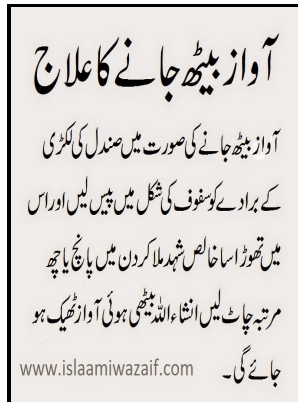 آواز بیٹھ جانے کا علاج
آواز بیٹھ جانے کی صورت میں صندل کی لکڑی
کے برادے کو سفوف کی شکل میں پیس لیں اور اس
میں تھوڑا سا خالص شہد ملا کر دن میں پانچ یا چھ
مرتبہ چاٹ لیں انشاء اللہ بیٹھی ہوئی آواز ٹھیک ہو
جائے گی۔
www.islaamiwazaif.com